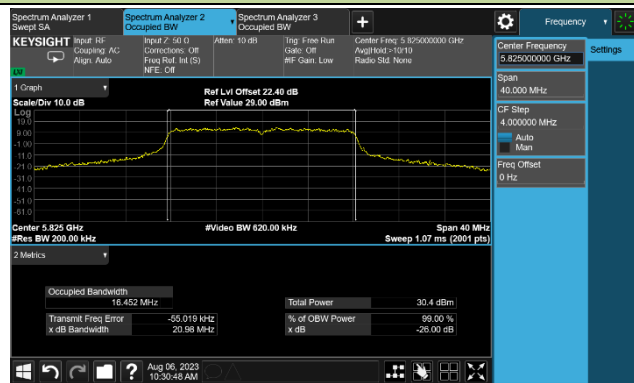 Spectrum Analyzer 1
Swept SA
Spectrum Analyzer 2
Occupied BW
Spectrum Analyzer 3
Occupied BW
+
Frequency
KEYSIGHT
Input: RF
Coupling: AC
Align: Auto
Input Z: 50 Ω
Corrections: Off
Freq Ref: Int (S)
NFE: Off
Atten: 10 dB
Trig: Free Run
Gate: Off
#IF Gain: Low
Center Freq: 5.825000000 GHz
Avg|Hold:>10/10
Radio Std: None
Center Frequency
5.825000000 GHz
Settings
Span
40.000 MHz
CF Step
4.000000 MHz
Auto
Man
Freq Offset
0 Hz
1 Graph
Scale/Div 10.0 dB
Ref Lvl Offset 22.40 dB
Ref Value 29.00 dBm
Log
19.0
9.00
-1.00
-11.0
-21.0
-31.0
-41.0
-51.0
-61.0
Center 5.825 GHz
#Res BW 200.00 kHz
#Video BW 620.00 kHz
Span 40 MHz
Sweep 1.07 ms (2001 pts)
2 Metrics
Occupied Bandwidth
16.452 MHz
Total Power
30.4 dBm
Transmit Freq Error
-55.019 kHz
% of OBW Power
99.00 %
x dB Bandwidth
20.98 MHz
x dB
-26.00 dB
?
Aug 06, 2023
10:30:48 AM